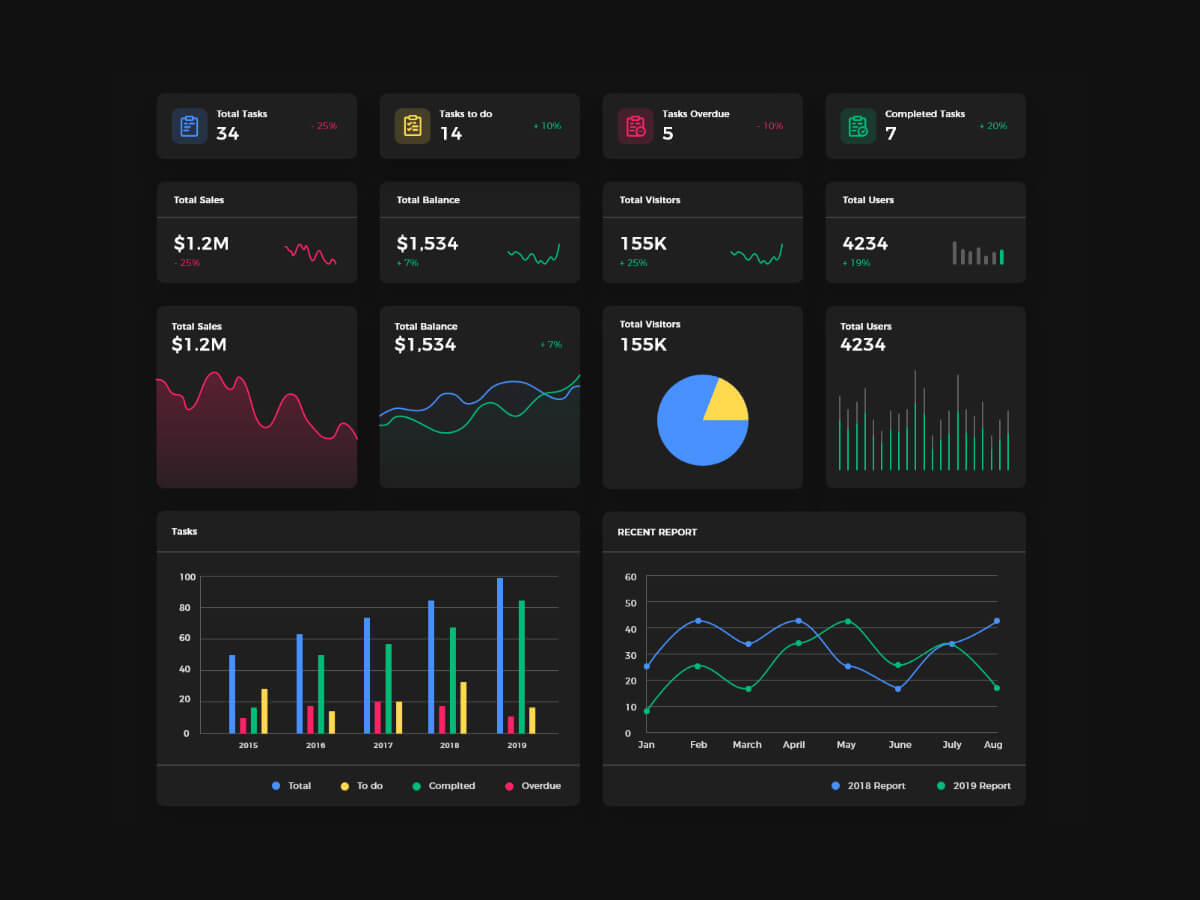 Total Tasks
34
- 25%
Tasks to do
14
+ 10%
Tasks Overdue
5
- 10%
Completed Tasks
7
+ 20%
Total Sales
$1.2M
- 25%
Total Balance
$1,534
+ 7%
Total Visitors
155K
+ 25%
Total Users
4234
+ 19%
Total Sales
$1.2M
Total Balance
$1,534
+ 7%
Total Visitors
155K
Total Users
4234
Tasks
100
80
60
40
20
0
2015
2016
2017
2018
2019
Total
To do
Complted
Overdue
RECENT REPORT
60
50
40
30
20
10
0
Jan
Feb
March
April
May
June
July
Aug
2018 Report
2019 Report